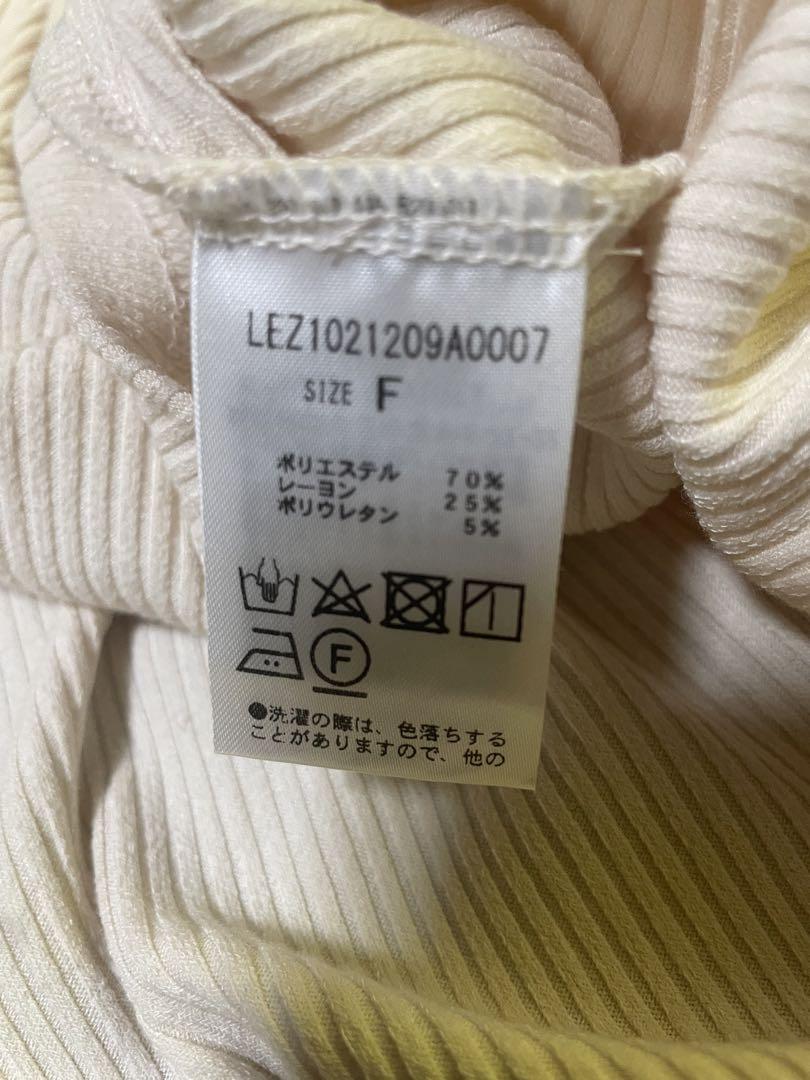 LEZ1021209A0007
SIZE F
ポリエステル 70%
レーヨン 25%
ポリウレタン 5%
F
●洗濯の際は、色落ちする
ことがありますので、他の